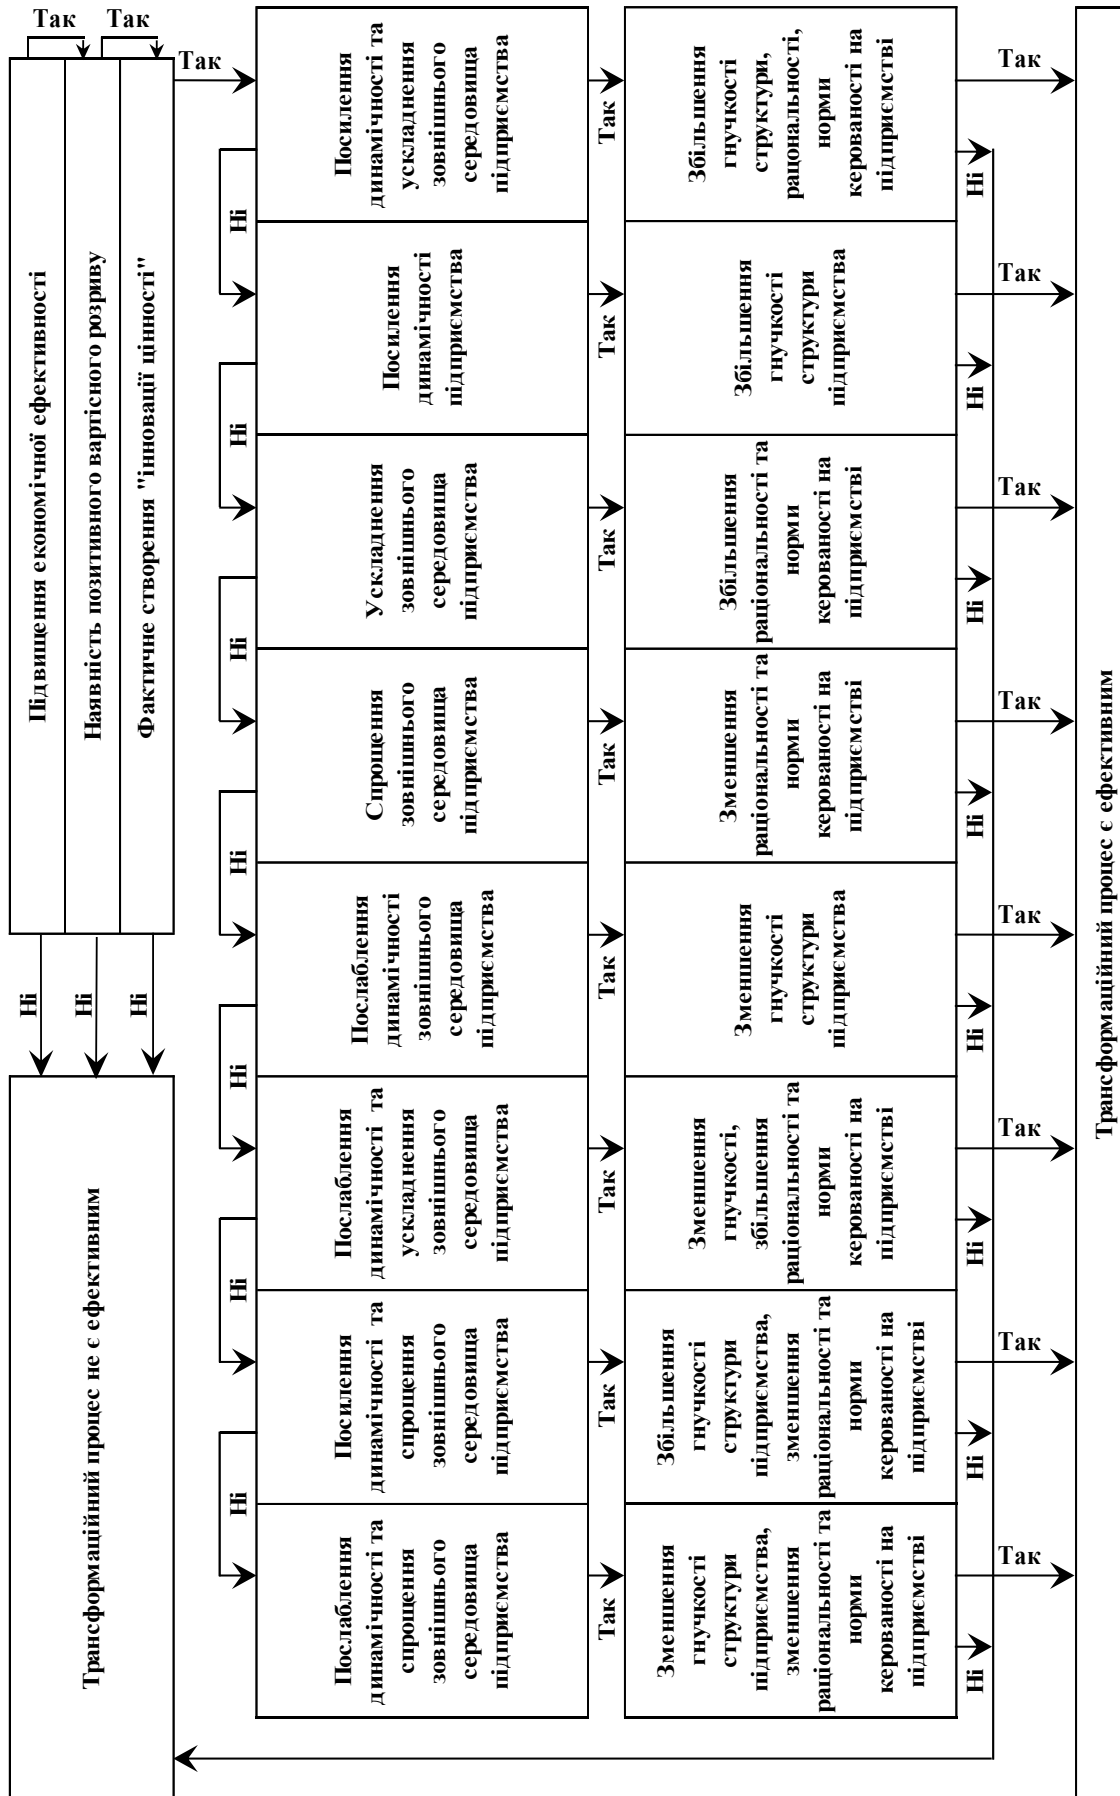 Так
Так
Так
Підвищення економічної ефективності
Наявність позитивного вартісного розриву
Фактичне створення "інновації цінності"
Ні
Ні
Ні
Трансформаційний процес не є ефективним
Посилення
динамічності та
ускладнення
зовнішнього
середовища
підприємства
Так
Збільшення
гнучкості
структури,
рацональності,
норми
керованості на
підприємстві
Так
Ні
Ні
Посилення
динамічності
підприємства
Так
Збільшення
гнучкості
структури
підприємства
Так
Ні
Ні
Ускладнення
зовнішнього
середовища
підприємства
Так
Збільшення
раціональності та
норми
керованості на
підприємстві
Так
Ні
Ні
Спрощення
зовнішнього
середовища
підприємства
Так
Зменшення
раціональності та
норми
керованості на
підприємстві
Так
Ні
Ні
Послаблення
динамічності
зовнішнього
середовища
підприємства
Так
Зменшення
гнучкості
структури
підприємства
Так
Ні
Ні
Послаблення
динамічності та
ускладнення
зовнішнього
середовища
підприємства
Так
Зменшення
гнучкості,
збільшення
раціональності та
норми
керованості на
підприємстві
Так
Ні
Ні
Посилення
динамічності та
спрощення
зовнішнього
середовища
підприємства
Так
Збільшення
гнучкості
структури
підприємства,
зменшення
раціональності та
норми
керованості на
підприємстві
Так
Ні
Ні
Послаблення
динамічності та
спрощення
зовнішнього
середовища
підприємства
Так
Зменшення
гнучкості
структури
підприємства,
зменшення
раціональності та
норми
керованості на
підприємстві
Так
Ні
Трансформаційний процес є ефективним